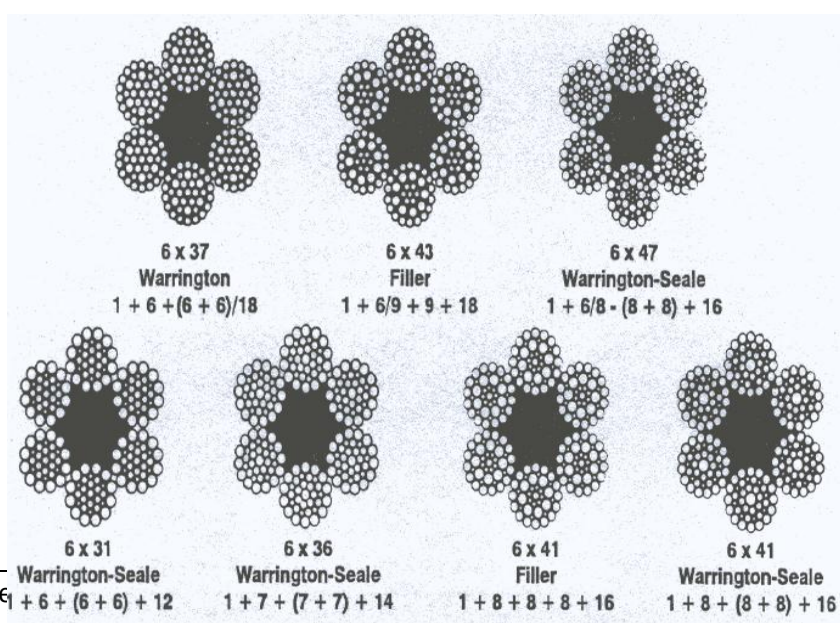 6 x 37
Warrington
1 + 6 +(6 + 6)/18
6 x 43
Filler
1 + 6/9 + 9 + 18
6 x 47
Warrington-Seale
1 + 6/8 - (8 + 8) + 16
6 x 31
Warrington-Seale
1 + 6 + (6 + 6) + 12
6 x 36
Warrington-Seale
1 + 7 + (7 + 7) + 14
6 x 41
Filler
1 + 8 + 8 + 8 + 16
6 x 41
Warrington-Seale
1 + 8 + (8 + 8) + 16